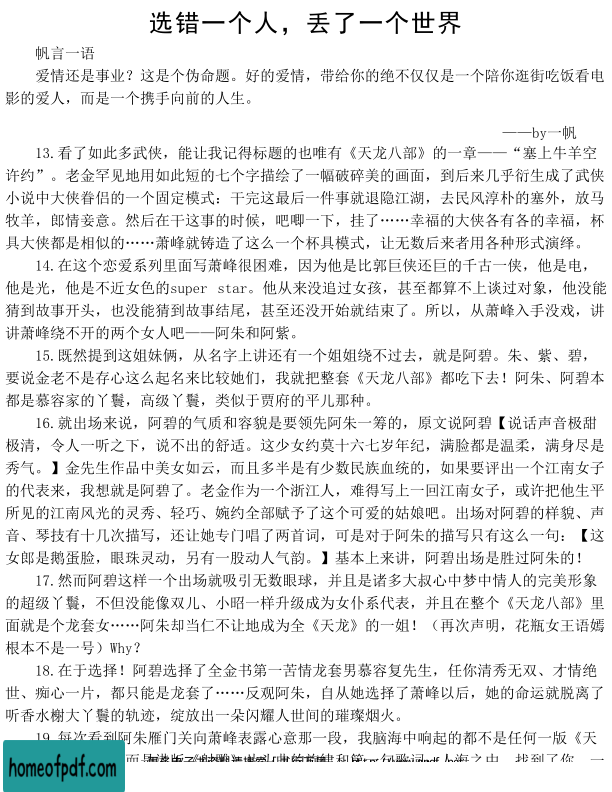 选错一个人，丢了一个世界
帆言一语
爱情还是事业？这是个伪命题。好的爱情，带给你的绝不仅仅是一个陪你逛街吃饭看电
影的爱人，而是一个携手向前的人生。
——by一帆
13.看了如此多武侠，能让我记得标题的也唯有《天龙八部》的一章——“塞上牛羊空
许约”。老金罕见地用如此短的七个字描绘了一幅破碎美的画面，到后来几乎衍生成了武侠
小说中大侠眷侣的一个固定模式：干完这最后一件事就退隐江湖，去民风淳朴的塞外，放马
牧羊，郎情妾意。然后在干这事的时候，吧唧一下，挂了……幸福的大侠各有各的幸福，杯
具大侠都是相似的……萧峰就铸造了这么一个杯具模式，让无数后来者用各种形式演绎。
14.在这个恋爱系列里面写萧峰很困难，因为他是比郭巨侠还巨的千古一侠，他是电，
他是光，他是不近女色的super star。他从来没追过女孩，甚至都算不上谈过对象，他没能
猜到故事开头，也没能猜到故事结尾，甚至还没开始就结束了。所以，从萧峰入手没戏，讲
讲萧峰绕不开的两个女人吧——阿朱和阿紫。
15.既然提到这姐妹俩，从名字上讲还有一个姐姐绕不过去，就是阿碧。朱、紫、碧，
要说金老不是存心这么起名来比较她们，我就把整套《天龙八部》都吃下去！阿朱、阿碧本
都是慕容家的丫鬟，高级丫鬟，类似于贾府的平儿那种。
16.就出场来说，阿碧的气质和容貌是要领先阿朱一筹的，原文说阿碧【说话声音极甜
极清，令人一听之下，说不出的舒适。这少女约莫十六七岁年纪，满脸都是温柔，满身尽是
秀气。】金先生作品中美女如云，而且多半是有少数民族血统的，如果要评出一个江南女子
的代表来，我想就是阿碧了。老金作为一个浙江人，难得写上一回江南女子，或许把他生平
所见的江南风光的灵秀、轻巧、婉约全部赋予了这个可爱的姑娘吧。出场对阿碧的样貌、声
音、琴技有十几次描写，还让她专门唱了两首词，可是对于阿朱的描写只有这么一句：【这
女郎是鹅蛋脸，眼珠灵动，另有一股动人气韵。】基本上来讲，阿碧出场是胜过阿朱的！
17.然而阿碧这样一个出场就吸引无数眼球，并且是诸多大叔心中梦中情人的完美形象
的超级丫鬟，不但没能像双儿、小昭一样升级成为女仆系代表，并且在整个《天龙八部》里
面就是个龙套女……阿朱却当仁不让地成为全《天龙》的一姐！（再次声明，花瓶女王语嫣
根本不是一号）Why？
18.在于选择！阿碧选择了全金书第一苦情龙套男慕容复先生，任你清秀无双、才情绝
世、痴心一片，都只能是龙套了……反观阿朱，自从她选择了萧峰以后，她的命运就脱离了
听香水榭大丫鬟的轨迹，绽放出一朵闪耀人世间的璀璨烟火。
19.每次看到阿朱雁门关向萧峰表露心意那一段，我脑海中响起的都不是任何一版《天
homeofpdf.com